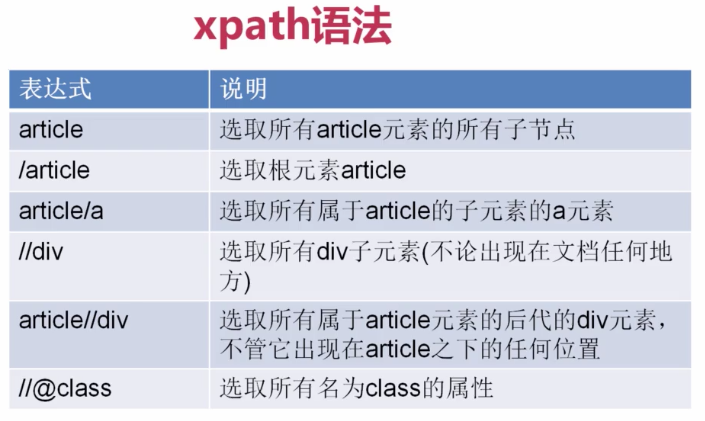 xpath语法
表达式 说明
article 选取所有article元素的所有子节点
/article 选取根元素article
article/a 选取所有属于article的子元素的a元素
//div 选取所有div子元素(不论出现在文档任何地
方)
article//div 选取所有属于article元素的后代的div元素，
不管它出现在article之下的任何位置
//@class 选取所有名为class的属性